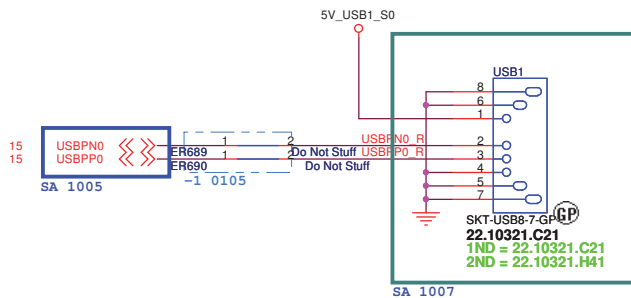 5V_USB1_S0
USB1
8
6
1
15 USBPN0 1 2 USBPN0_R 2
ER689 Do Not Stuff
15 USBPP0 1 2 USBPP0_R 3
ER690 Do Not Stuff
4
SA 1005 -1 0105
5
7
SKT-USB8-7-GP GP
22.10321.C21
1ND = 22.10321.C21
2ND = 22.10321.H41
SA 1007